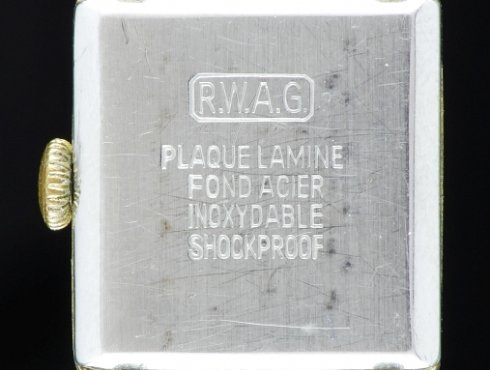 R.W.A.G.
PLAQUE LAMINE
FOND ACIER
INOXYDABLE
SHOCKPROOF